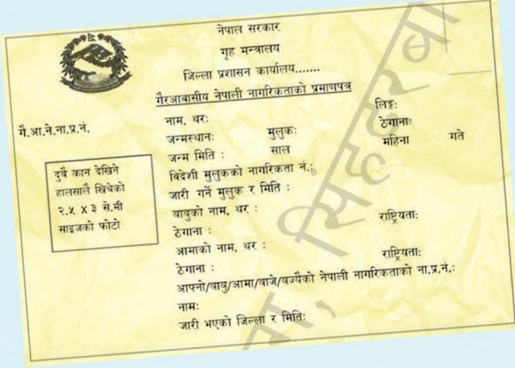 नेपाल सरकार
गृह मन्त्रालय
जिल्ला प्रशासन कार्यालय.......
गैरआवासीय नेपाली नागरिकताको प्रमाणपत्र
गै.आ.ने.ना.प्र.नं.
नाम, थर: लिङ्ग:
जन्मस्थान: मुलुक: ठेगाना:
जन्म मिति : साल महिना गते
विदेशी मुलुकको नागरिकता नं.:
जारी गर्ने मुलुक र मिति :
बाबुको नाम, थर :
ठेगाना : राष्ट्रियता:
आमाको नाम, थर :
ठेगाना : राष्ट्रियता:
आफ्नो/बाबु/आमा/बाजे/बज्यैको नेपाली नागरिकताको ना.प्र.नं.:
नाम:
जारी भएको जिल्ला र मिति:
दुवै कान देखिने
हालसालै खिचेको
२.५ X ३ से.मी
साइजको फोटो